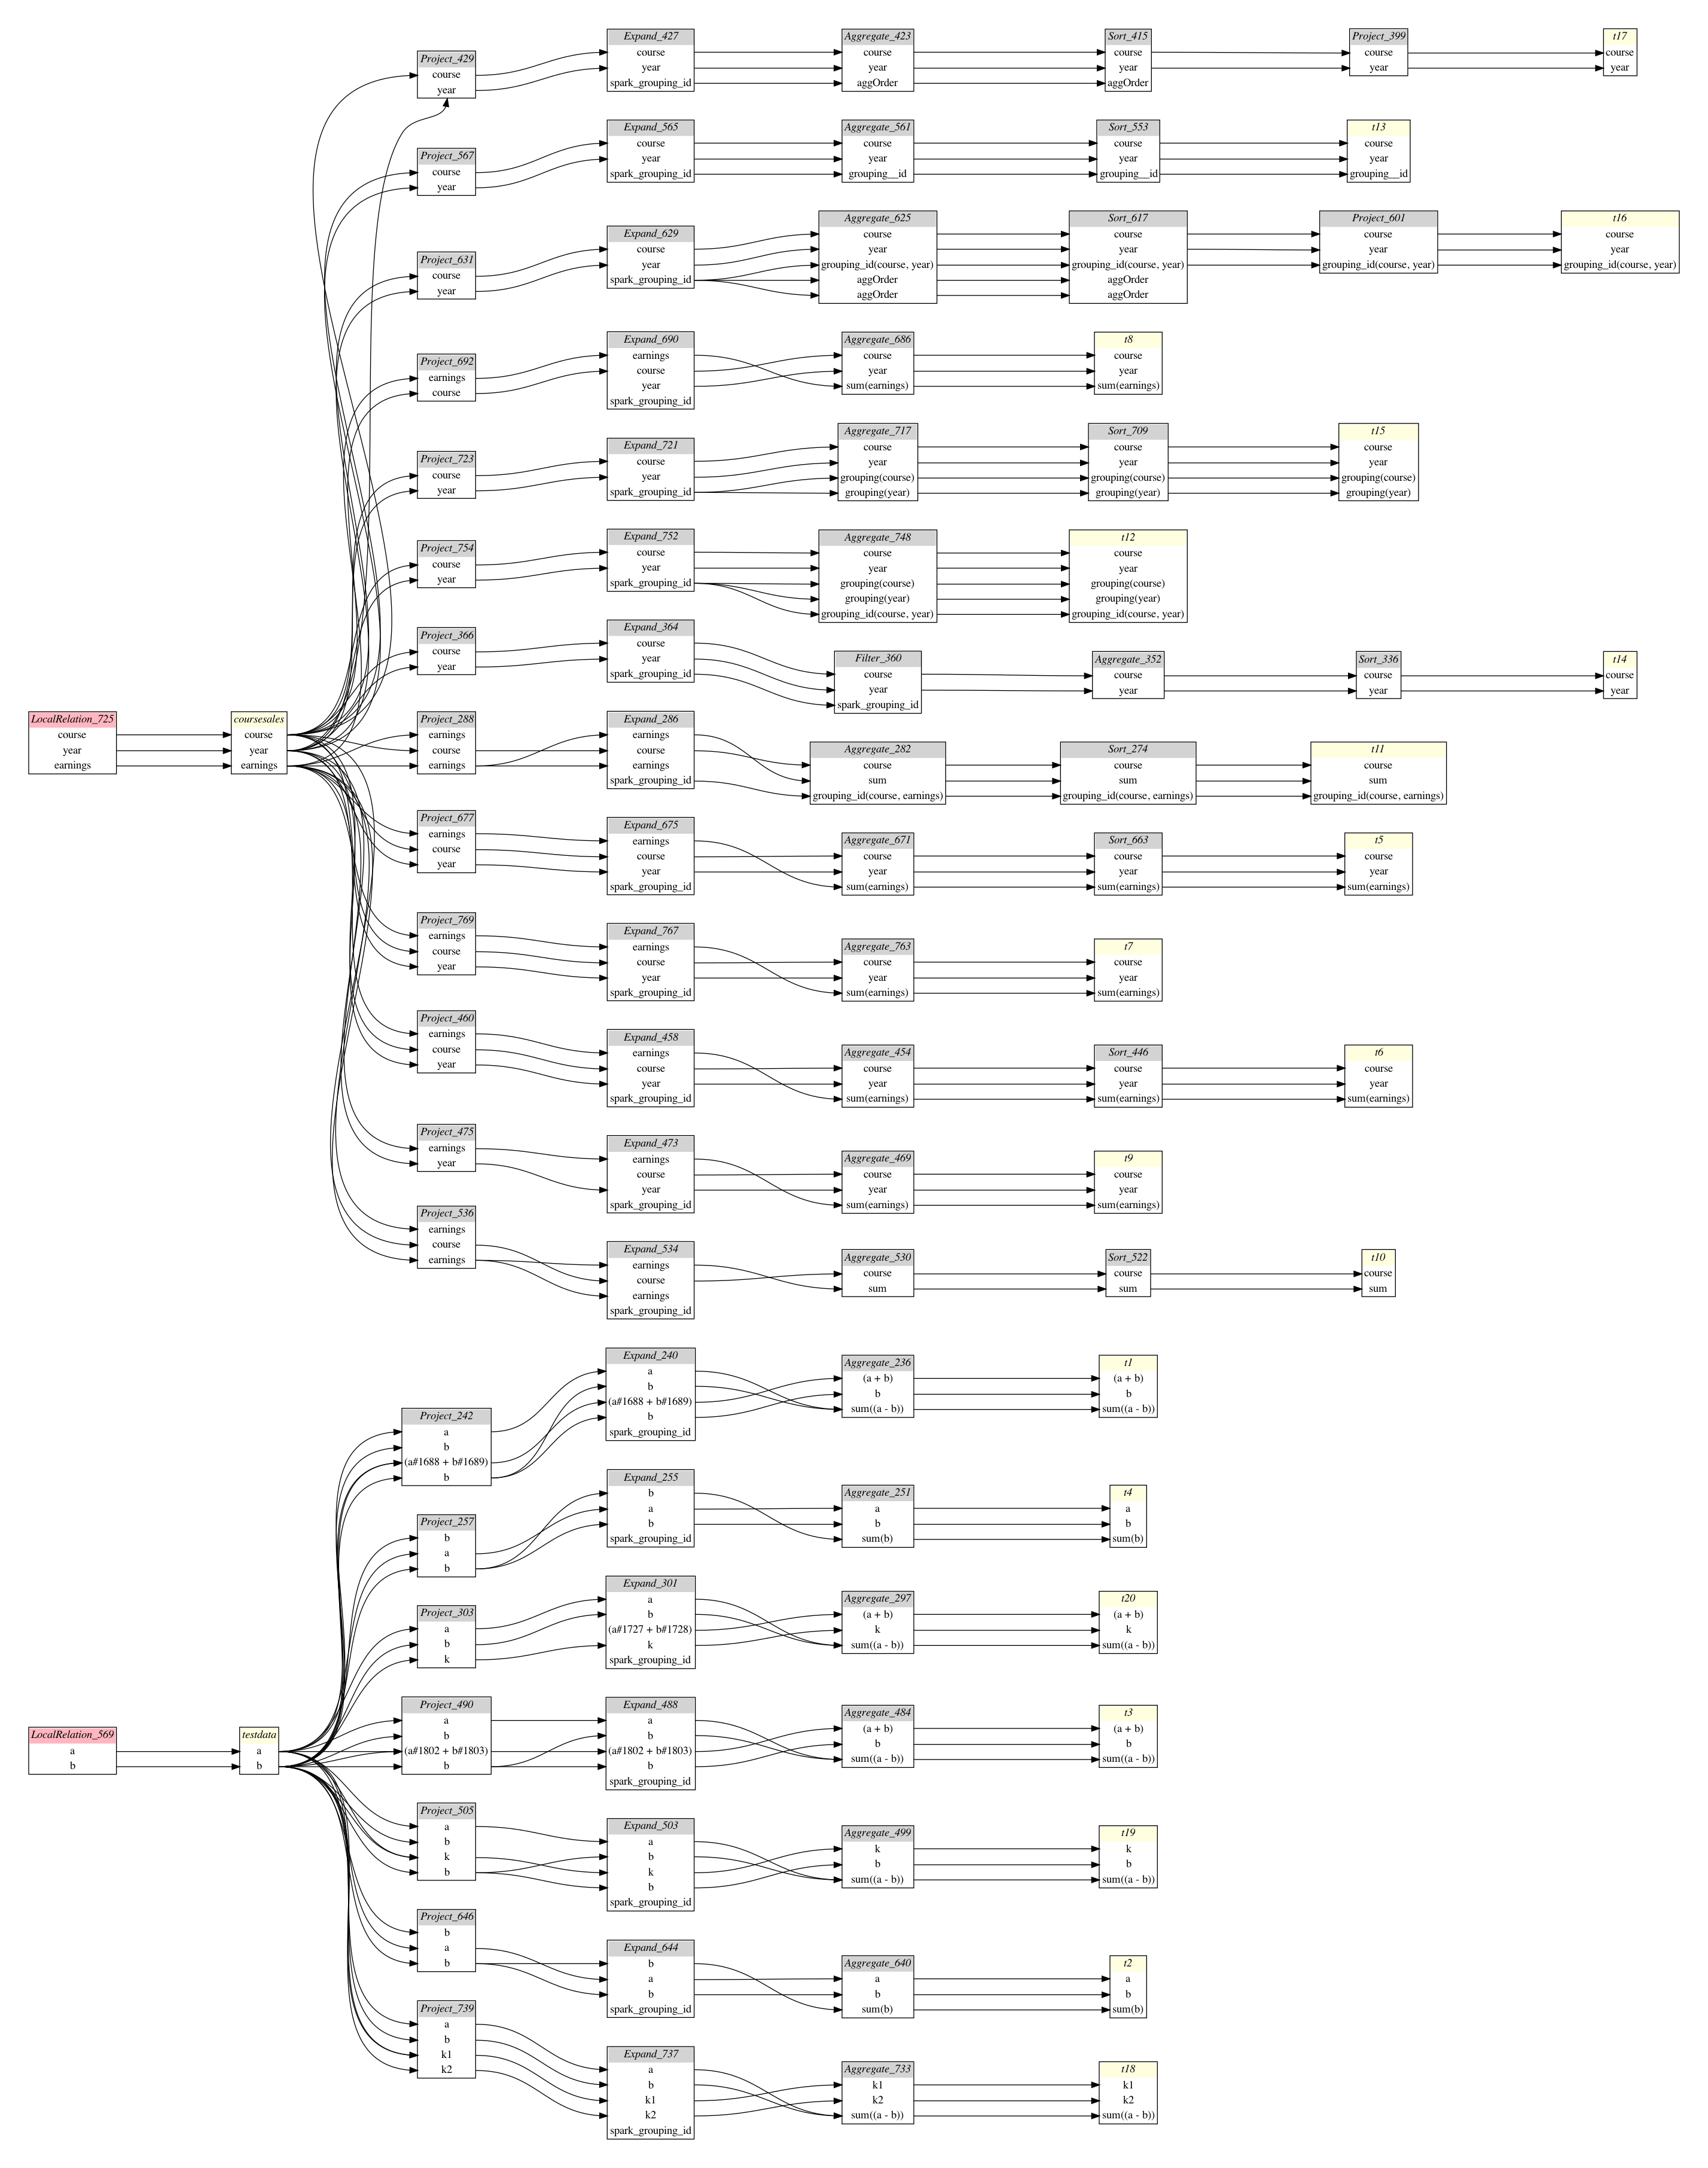 Project_429
course
year
Expand_427
course
year
spark_grouping_id
Aggregate_423
course
year
aggOrder
Sort_415
course
year
aggOrder
Project_399
course
year
t17
course
year
Project_567
course
year
Expand_565
course
year
spark_grouping_id
Aggregate_561
course
year
grouping__id
Sort_553
course
year
grouping__id
t13
course
year
grouping__id
Project_631
course
year
Expand_629
course
year
spark_grouping_id
Aggregate_625
course
year
grouping_id(course, year)
aggOrder
aggOrder
Sort_617
course
year
grouping_id(course, year)
aggOrder
aggOrder
Project_601
course
year
grouping_id(course, year)
t16
course
year
grouping_id(course, year)
Project_692
earnings
course
Expand_690
earnings
course
year
spark_grouping_id
Aggregate_686
course
year
sum(earnings)
t8
course
year
sum(earnings)
Project_723
course
year
Expand_721
course
year
spark_grouping_id
Aggregate_717
course
year
grouping(course)
grouping(year)
Sort_709
course
year
grouping(course)
grouping(year)
t15
course
year
grouping(course)
grouping(year)
Project_754
course
year
Expand_752
course
year
spark_grouping_id
Aggregate_748
course
year
grouping(course)
grouping(year)
grouping_id(course, year)
t12
course
year
grouping(course)
grouping(year)
grouping_id(course, year)
Project_366
course
year
Expand_364
course
year
spark_grouping_id
Filter_360
course
year
spark_grouping_id
Aggregate_352
course
year
Sort_336
course
year
t14
course
year
LocalRelation_725
course
year
earnings
coursesales
course
year
earnings
Project_288
earnings
course
earnings
Expand_286
earnings
course
earnings
spark_grouping_id
Aggregate_282
course
sum
grouping_id(course, earnings)
Sort_274
course
sum
grouping_id(course, earnings)
t11
course
sum
grouping_id(course, earnings)
Project_677
earnings
course
year
Expand_675
earnings
course
year
spark_grouping_id
Aggregate_671
course
year
sum(earnings)
Sort_663
course
year
sum(earnings)
t5
course
year
sum(earnings)
Project_769
earnings
course
year
Expand_767
earnings
course
year
spark_grouping_id
Aggregate_763
course
year
sum(earnings)
t7
course
year
sum(earnings)
Project_460
earnings
course
year
Expand_458
earnings
course
year
spark_grouping_id
Aggregate_454
course
year
sum(earnings)
Sort_446
course
year
sum(earnings)
t6
course
year
sum(earnings)
Project_475
earnings
year
Expand_473
earnings
course
year
spark_grouping_id
Aggregate_469
course
year
sum(earnings)
t9
course
year
sum(earnings)
Project_536
earnings
course
earnings
Expand_534
earnings
course
earnings
spark_grouping_id
Aggregate_530
course
sum
Sort_522
course
sum
t10
course
sum
Project_242
a
b
(a#1688 + b#1689)
b
Expand_240
a
b
(a#1688 + b#1689)
b
spark_grouping_id
Aggregate_236
(a + b)
b
sum((a - b))
t1
(a + b)
b
sum((a - b))
Project_257
b
a
b
Expand_255
b
a
b
spark_grouping_id
Aggregate_251
a
b
sum(b)
t4
a
b
sum(b)
Project_303
a
b
k
Expand_301
a
b
(a#1727 + b#1728)
k
spark_grouping_id
Aggregate_297
(a + b)
k
sum((a - b))
t20
(a + b)
k
sum((a - b))
LocalRelation_569
a
b
testdata
a
b
Project_490
a
b
(a#1802 + b#1803)
b
Expand_488
a
b
(a#1802 + b#1803)
b
spark_grouping_id
Aggregate_484
(a + b)
b
sum((a - b))
t3
(a + b)
b
sum((a - b))
Project_505
a
b
k
b
Expand_503
a
b
k
b
spark_grouping_id
Aggregate_499
k
b
sum((a - b))
t19
k
b
sum((a - b))
Project_646
b
a
b
Expand_644
b
a
b
spark_grouping_id
Aggregate_640
a
b
sum(b)
t2
a
b
sum(b)
Project_739
a
b
k1
k2
Expand_737
a
b
k1
k2
spark_grouping_id
Aggregate_733
k1
k2
sum((a - b))
t18
k1
k2
sum((a - b))